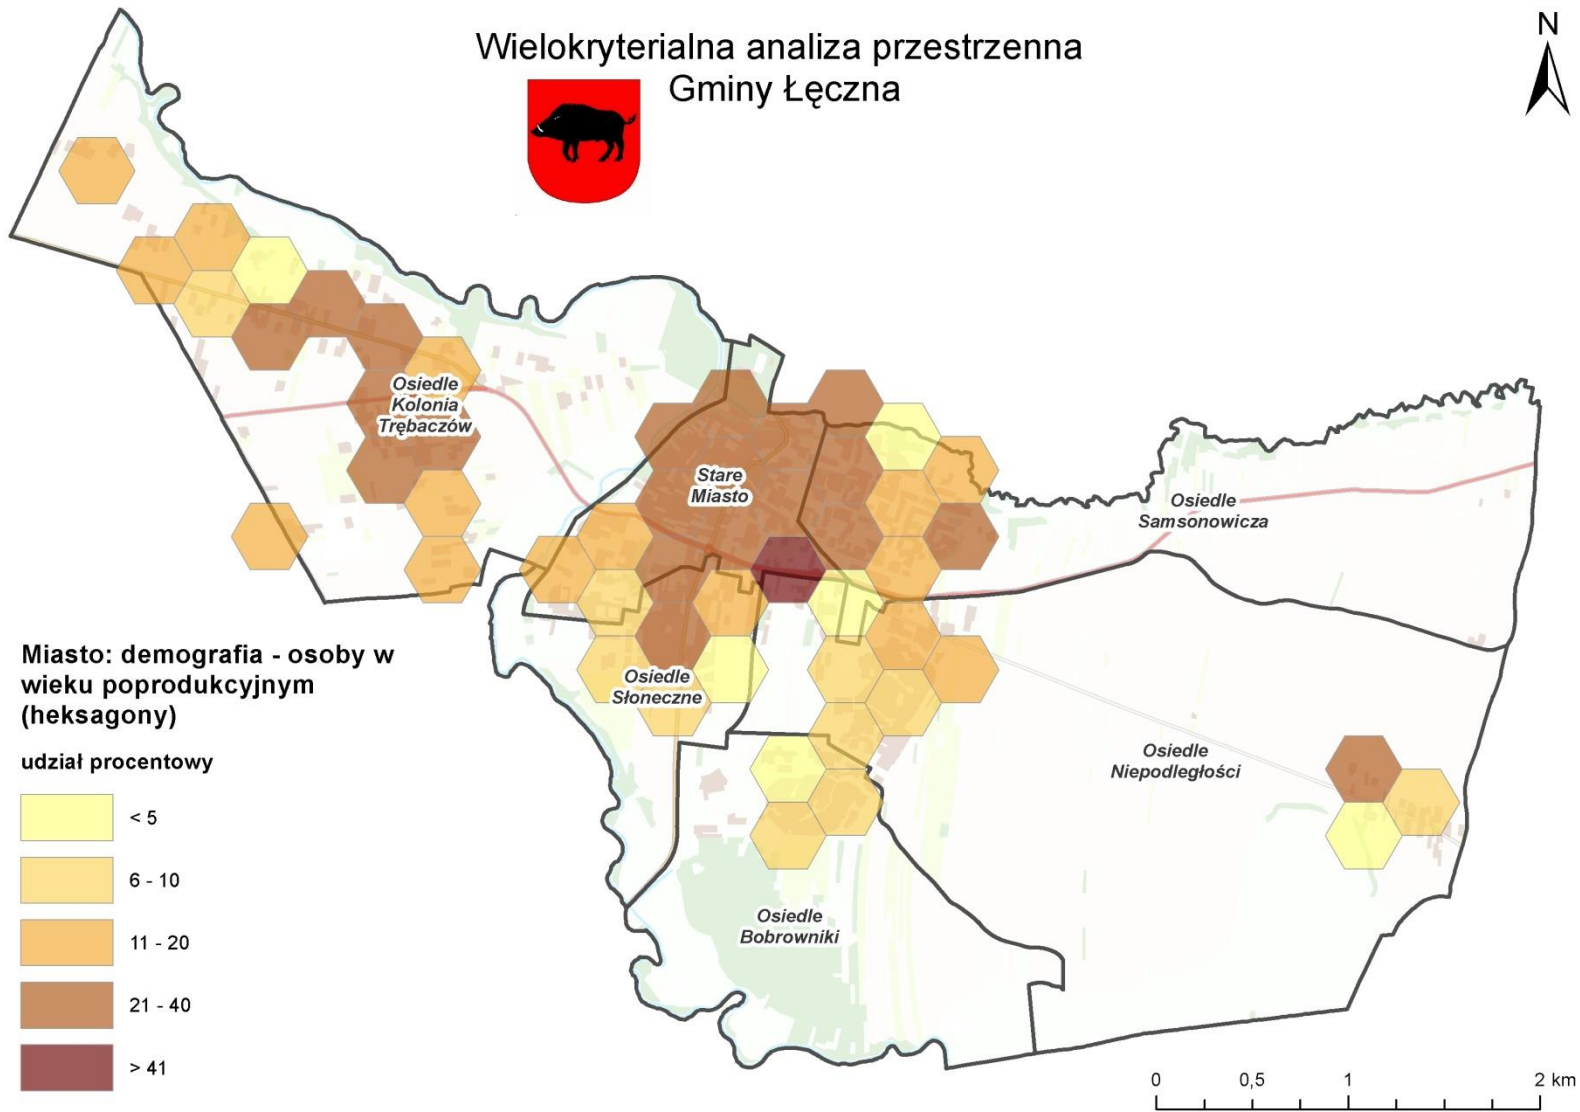 Wielokryterialna analiza przestrzenna
Gminy Łęczna
N
Osiedle
Kolonia
Trębaczów
Stare
Miasto
Osiedle
Samsonowicza
Osiedle
Słoneczne
Osiedle
Niepodległości
Osiedle
Bobrowniki
Miasto: demografia - osoby w
wieku poprodukcyjnym
(heksagony)
udział procentowy
< 5
6 - 10
11 - 20
21 - 40
> 41
0 0,5 1 2 km